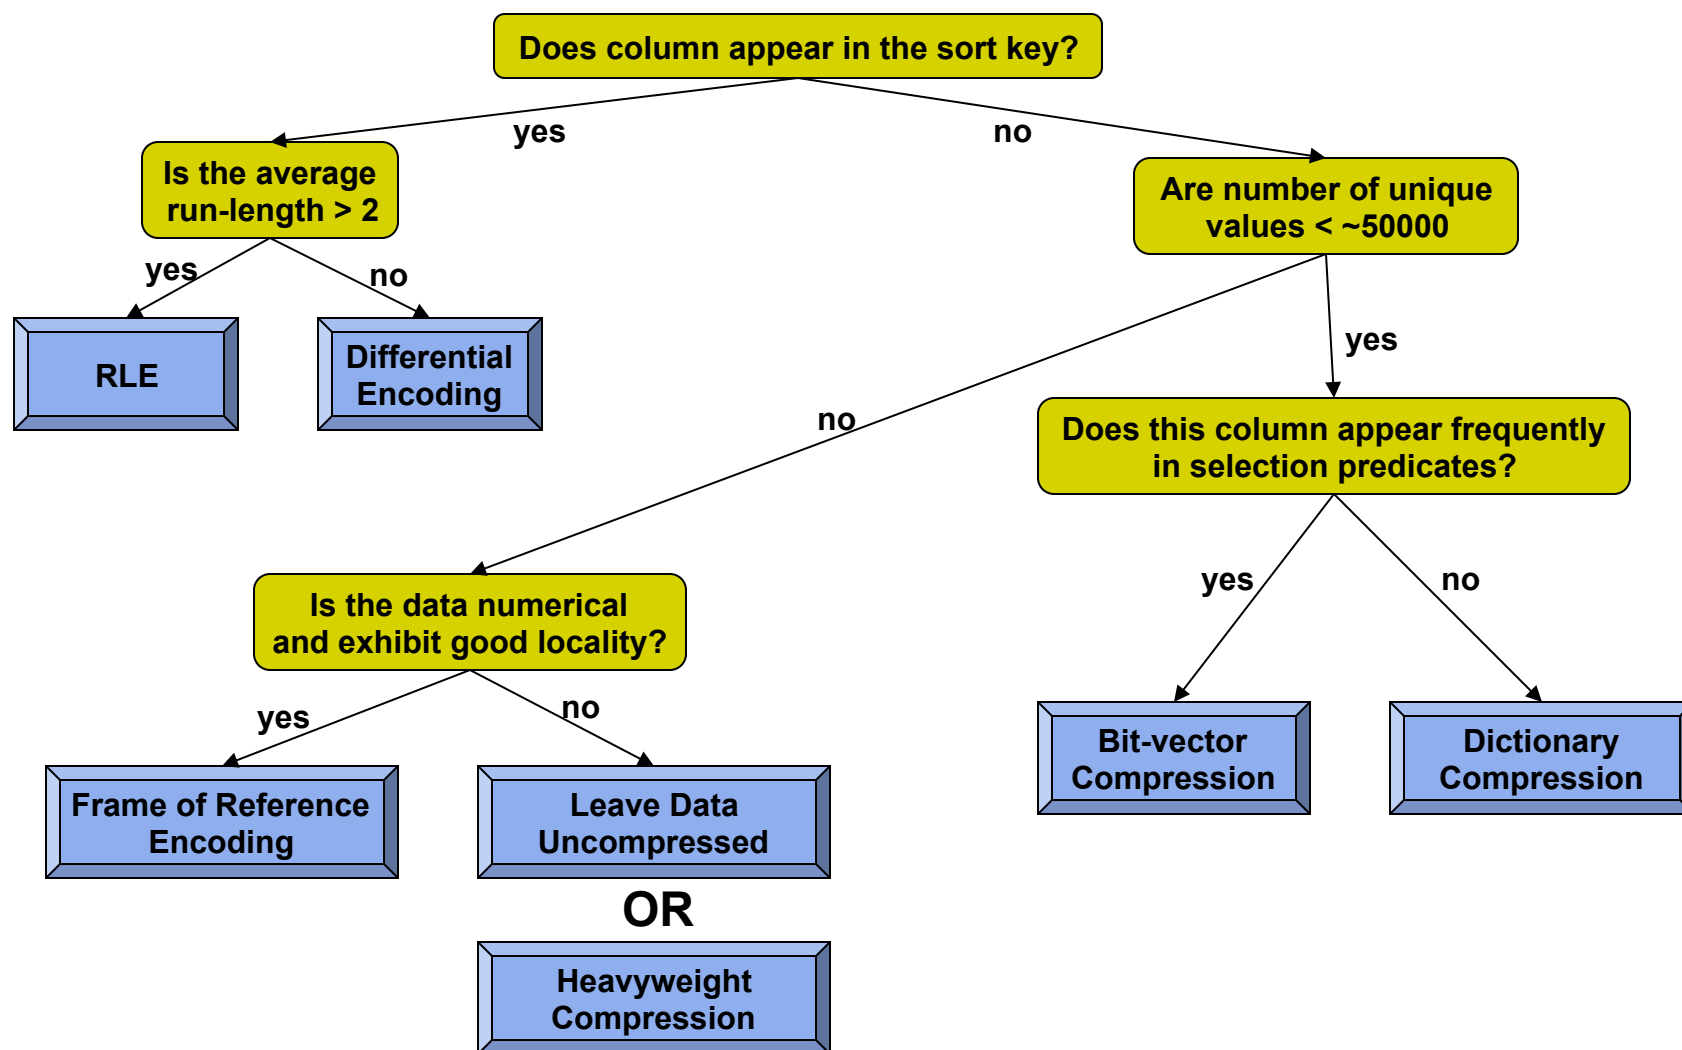 Does column appear in the sort key?
yes
no
Is the average
run-length > 2
Are number of unique
values < ~50000
yes
no
RLE
Differential
Encoding
yes
no
Does this column appear frequently
in selection predicates?
Is the data numerical
and exhibit good locality?
yes
no
yes
no
Bit-vector
Compression
Dictionary
Compression
Frame of Reference
Encoding
Leave Data
Uncompressed
OR
Heavyweight
Compression